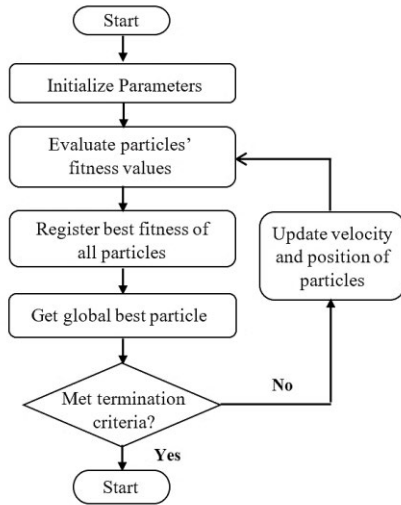 Start
Initialize Parameters
Evaluate particles'
fitness values
Register best fitness of
all particles
Get global best particle
Update velocity
and position of
particles
Met termination
criteria?
No
Yes
Start